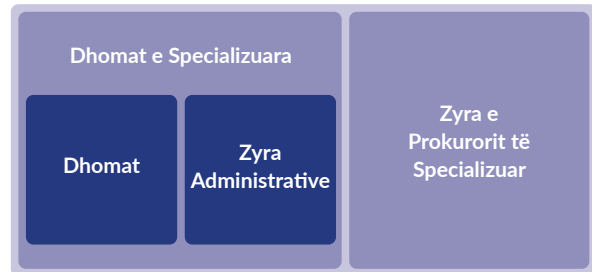 Dhomat e Specializuara
Dhomat
Zyra
Administrative
Zyra e
Prokurorit të
Specializuar